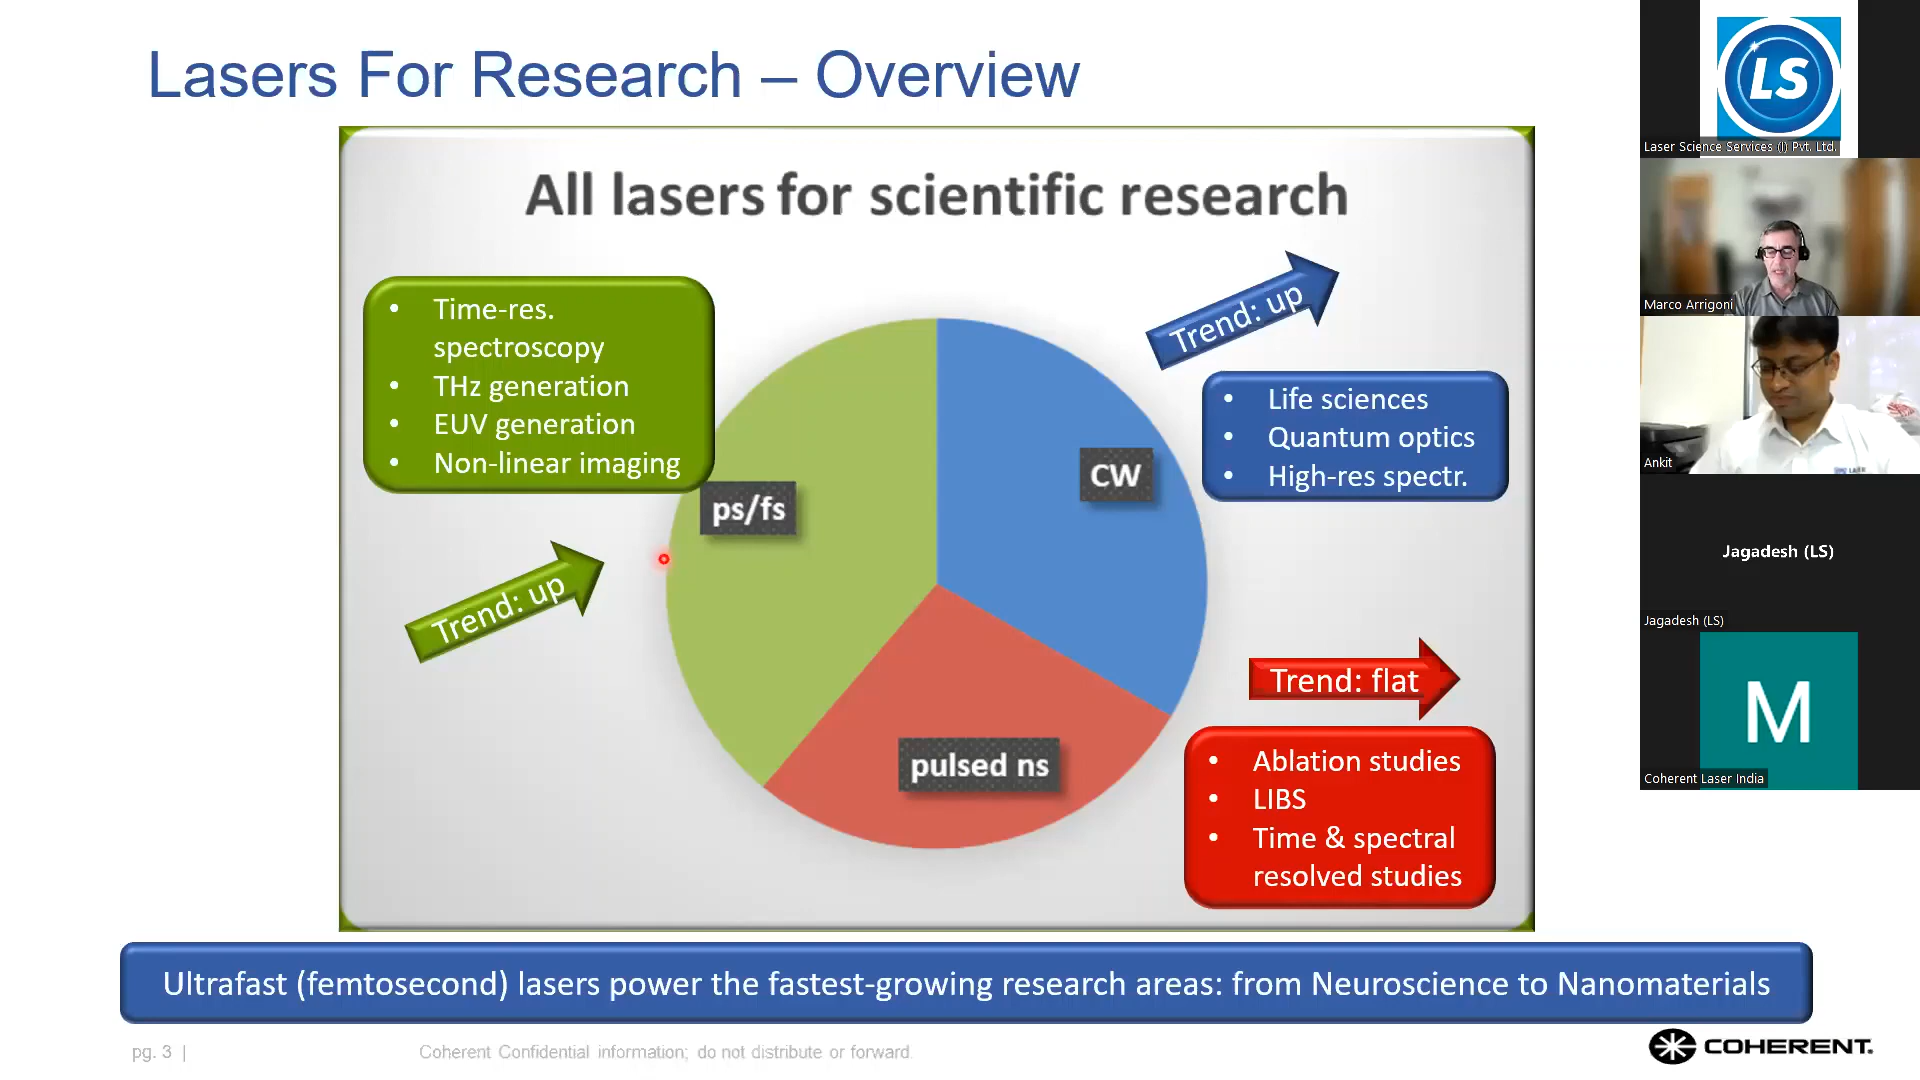 Lasers For Research – Overview
All lasers for scientific research
• Time-res.
spectroscopy
• THz generation
• EUV generation
• Non-linear imaging
Trend: up
ps/fs
CW
pulsed ns
Trend: up
• Life sciences
• Quantum optics
• High-res spectr.
Trend: flat
• Ablation studies
• LIBS
• Time & spectral
resolved studies
Ultrafast (femtosecond) lasers power the fastest-growing research areas: from Neuroscience to Nanomaterials
pg. 3 |
Coherent Confidential information; do not distribute or forward.
COHERENT.
LS
Laser Science Services (I) Pvt. Ltd.
Marco Arrigoni
Ankit
Jagadesh (LS)
Jagadesh (LS)
M
Coherent Laser India